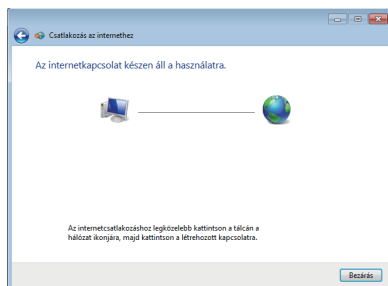 Csatlakozás az internethez
Az internetkapcsolat készen áll a használatra.
Az internetcsatlakozáshoz legközelebb kattintson a tálcán a
hálózat ikonjára, majd kattintson a létrehozott kapcsolatra.
Bezárás